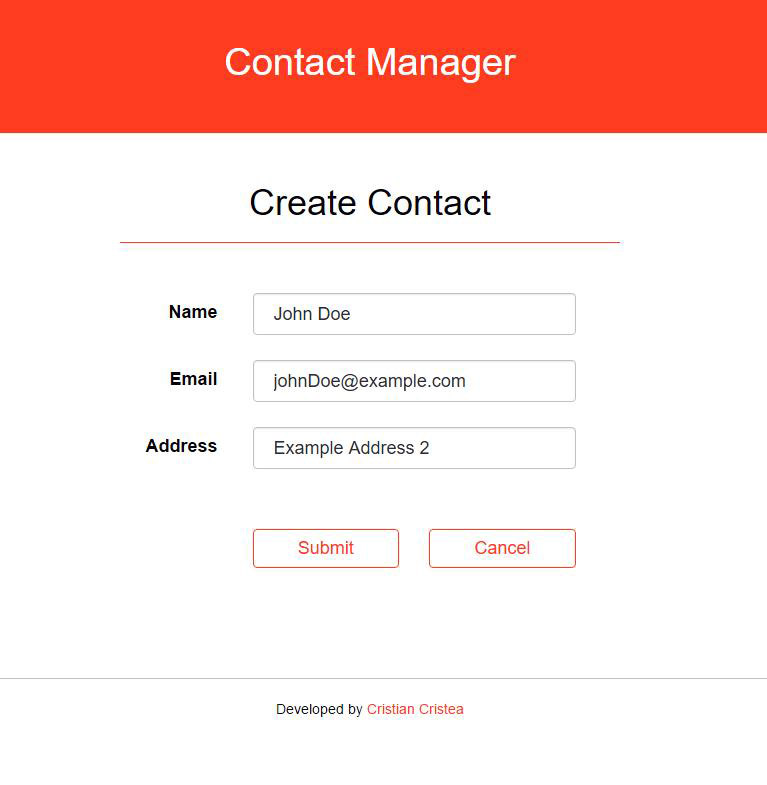 Contact Manager
Create Contact
Name John Doe
Email johnDoe@example.com
Address Example Address 2
Submit Cancel
Developed by Cristian Cristea